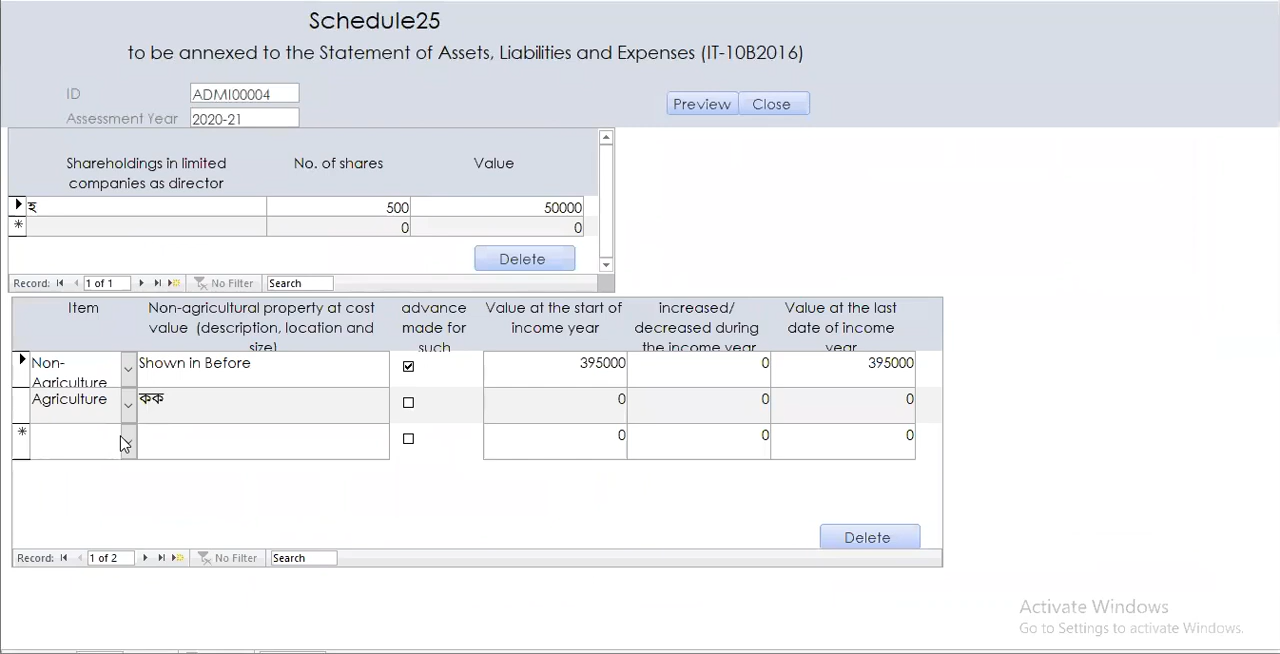 Schedule25
to be annexed to the Statement of Assets, Liabilities and Expenses (IT-10B2016)
ID ADMI00004
Preview Close
Assessment Year 2020-21
Shareholdings in limited companies as director No. of shares Value
হ 500 50000
* 0 0
Delete
Record: 1 of 1 No Filter Search
Item Non-agricultural property at cost advance Value at the start of increased/ Value at the last
value (description, location and made for income year decreased during date of income
size) such the income year year
Non- Shown in Before 395000 0 395000
Agriculture
Agriculture কক 0 0 0
* 0 0 0
Delete
Record: 1 of 2 No Filter Search
Activate Windows
Go to Settings to activate Windows.